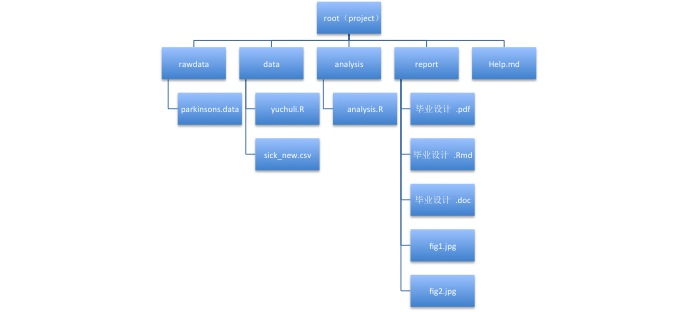 root（project）
rawdata
data
analysis
report
Help.md
parkinsons.data
yuchuli.R
analysis.R
毕业设计 .pdf
sick_new.csv
毕业设计 .Rmd
毕业设计 .doc
fig1.jpg
fig2.jpg